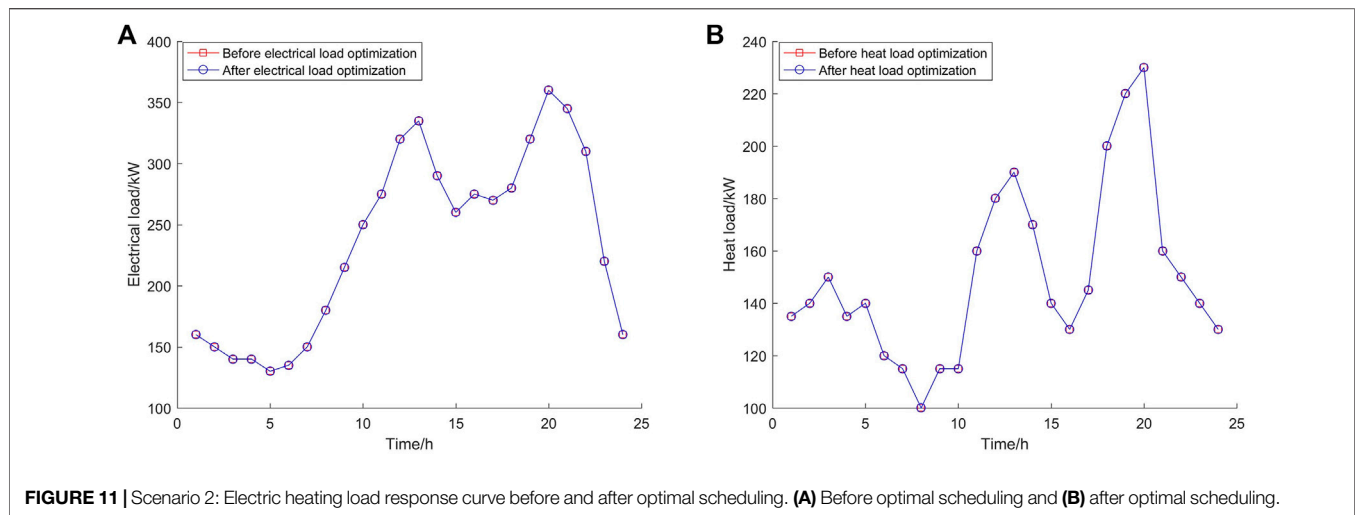 A
Before electrical load optimization
After electrical load optimization
Electrical load/kW
400
350
300
250
200
150
100
0 5 10 15 20 25
Time/h
B
Before heat load optimization
After heat load optimization
Heat load/kW
240
220
200
180
160
140
120
100
0 5 10 15 20 25
Time/h
FIGURE 11 | Scenario 2: Electric heating load response curve before and after optimal scheduling. (A) Before optimal scheduling and (B) after optimal scheduling.